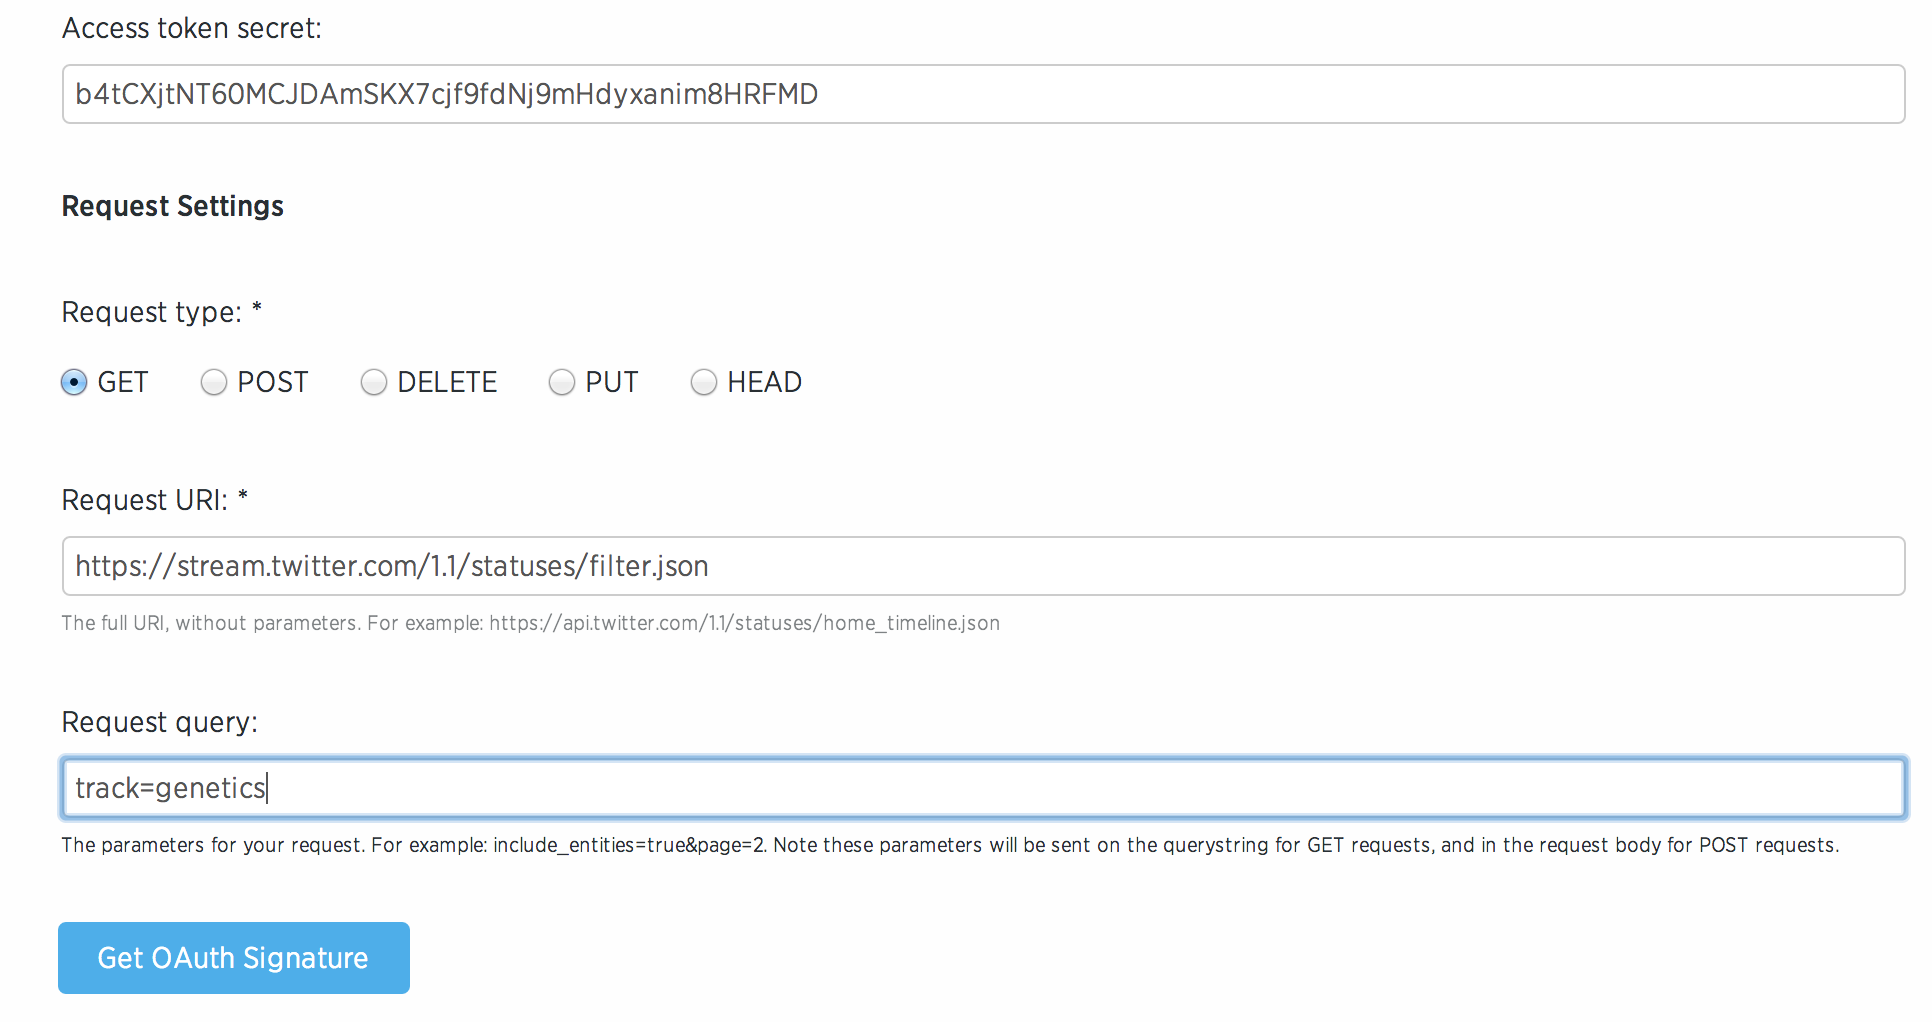 Access token secret:
b4tCXjtNT60MCJDAmSKX7cjf9fdNj9mHdyxanim8HRFMD
Request Settings
Request type: *
GET POST DELETE PUT HEAD
Request URI: *
https://stream.twitter.com/1.1/statuses/filter.json
The full URI, without parameters. For example: https://api.twitter.com/1.1/statuses/home_timeline.json
Request query:
track=genetics
The parameters for your request. For example: include_entities=true&page=2. Note these parameters will be sent on the querystring for GET requests, and in the request body for POST requests.
Get OAuth Signature